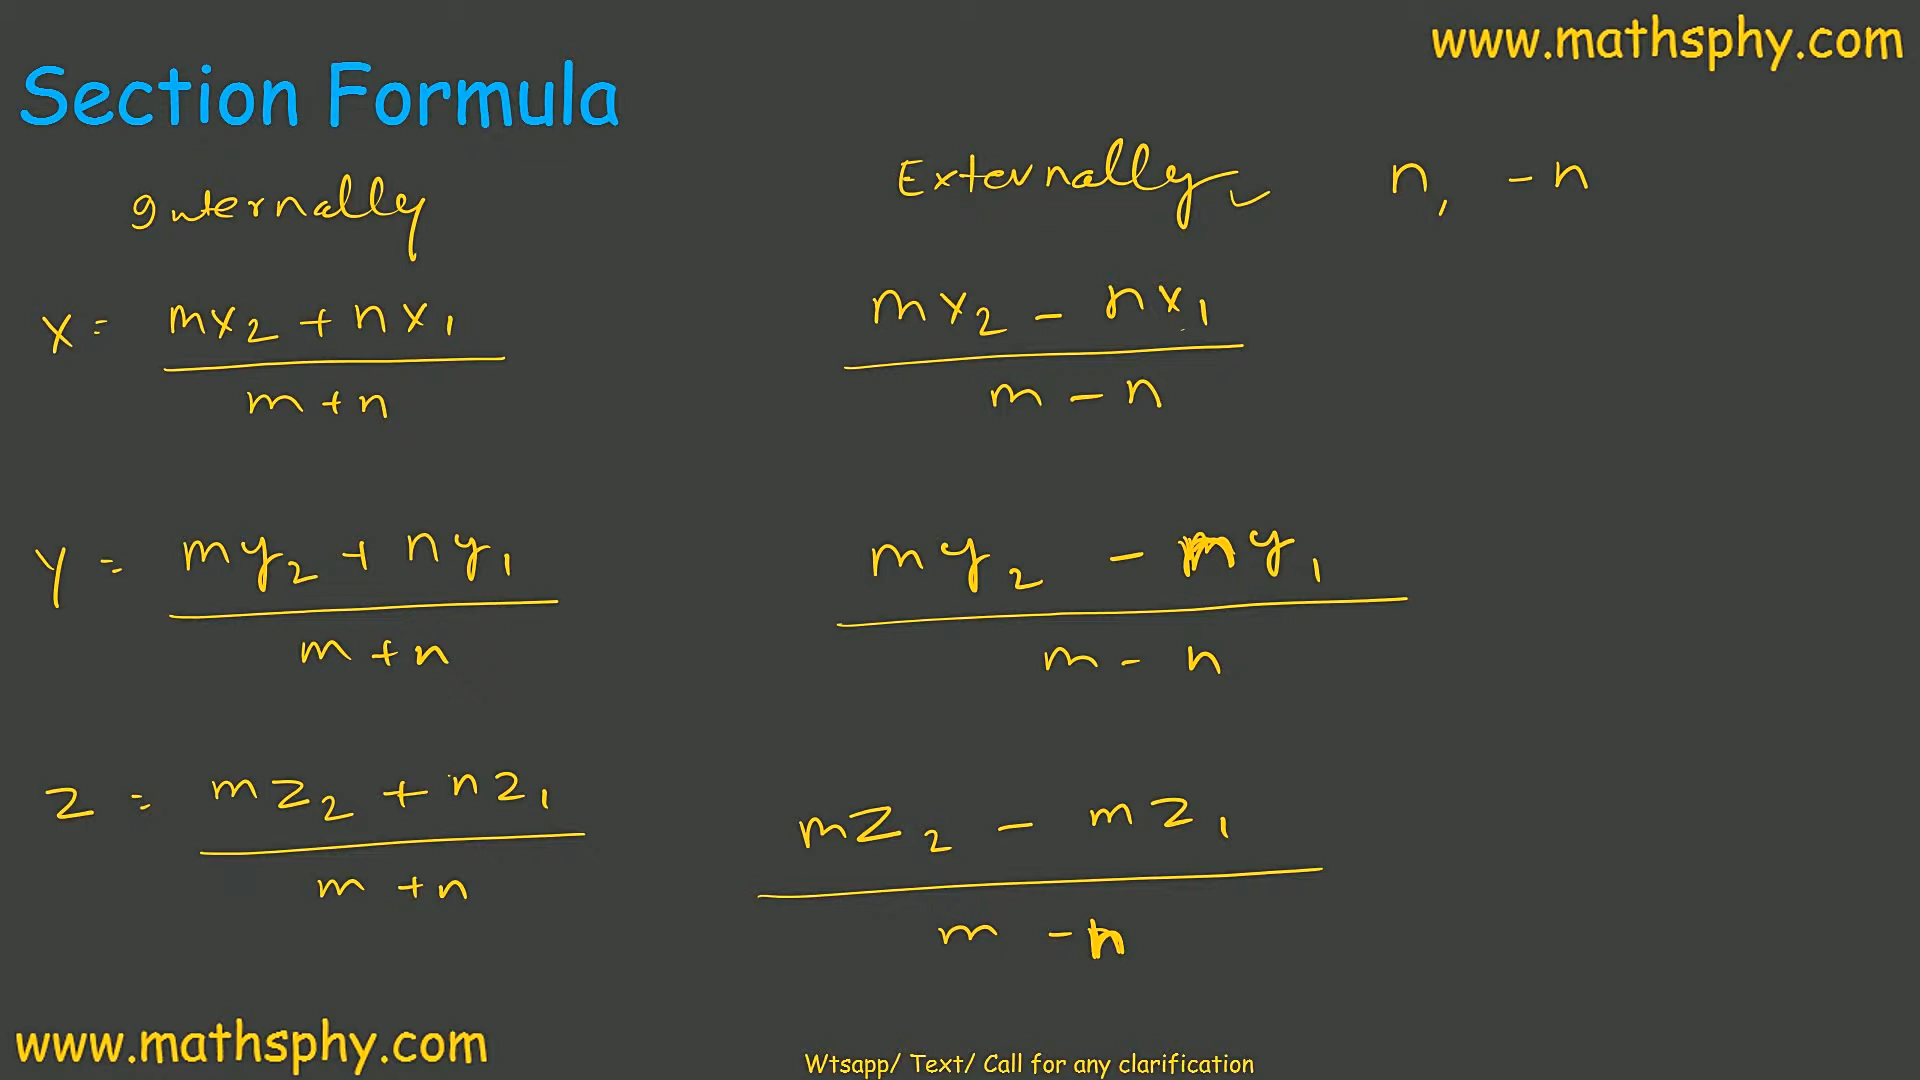 www.mathsphy.com
Section Formula
Internally
Externally n, -n
x = mx₂ + nx₁ / m + n
mx₂ - nx₁ / m - n
y = my₂ + ny₁ / m + n
my₂ - my₁ / m - n
z = mz₂ + nz₁ / m + n
mz₂ - mz₁ / m - n
www.mathsphy.com
Wtsapp/ Text/ Call for any clarification